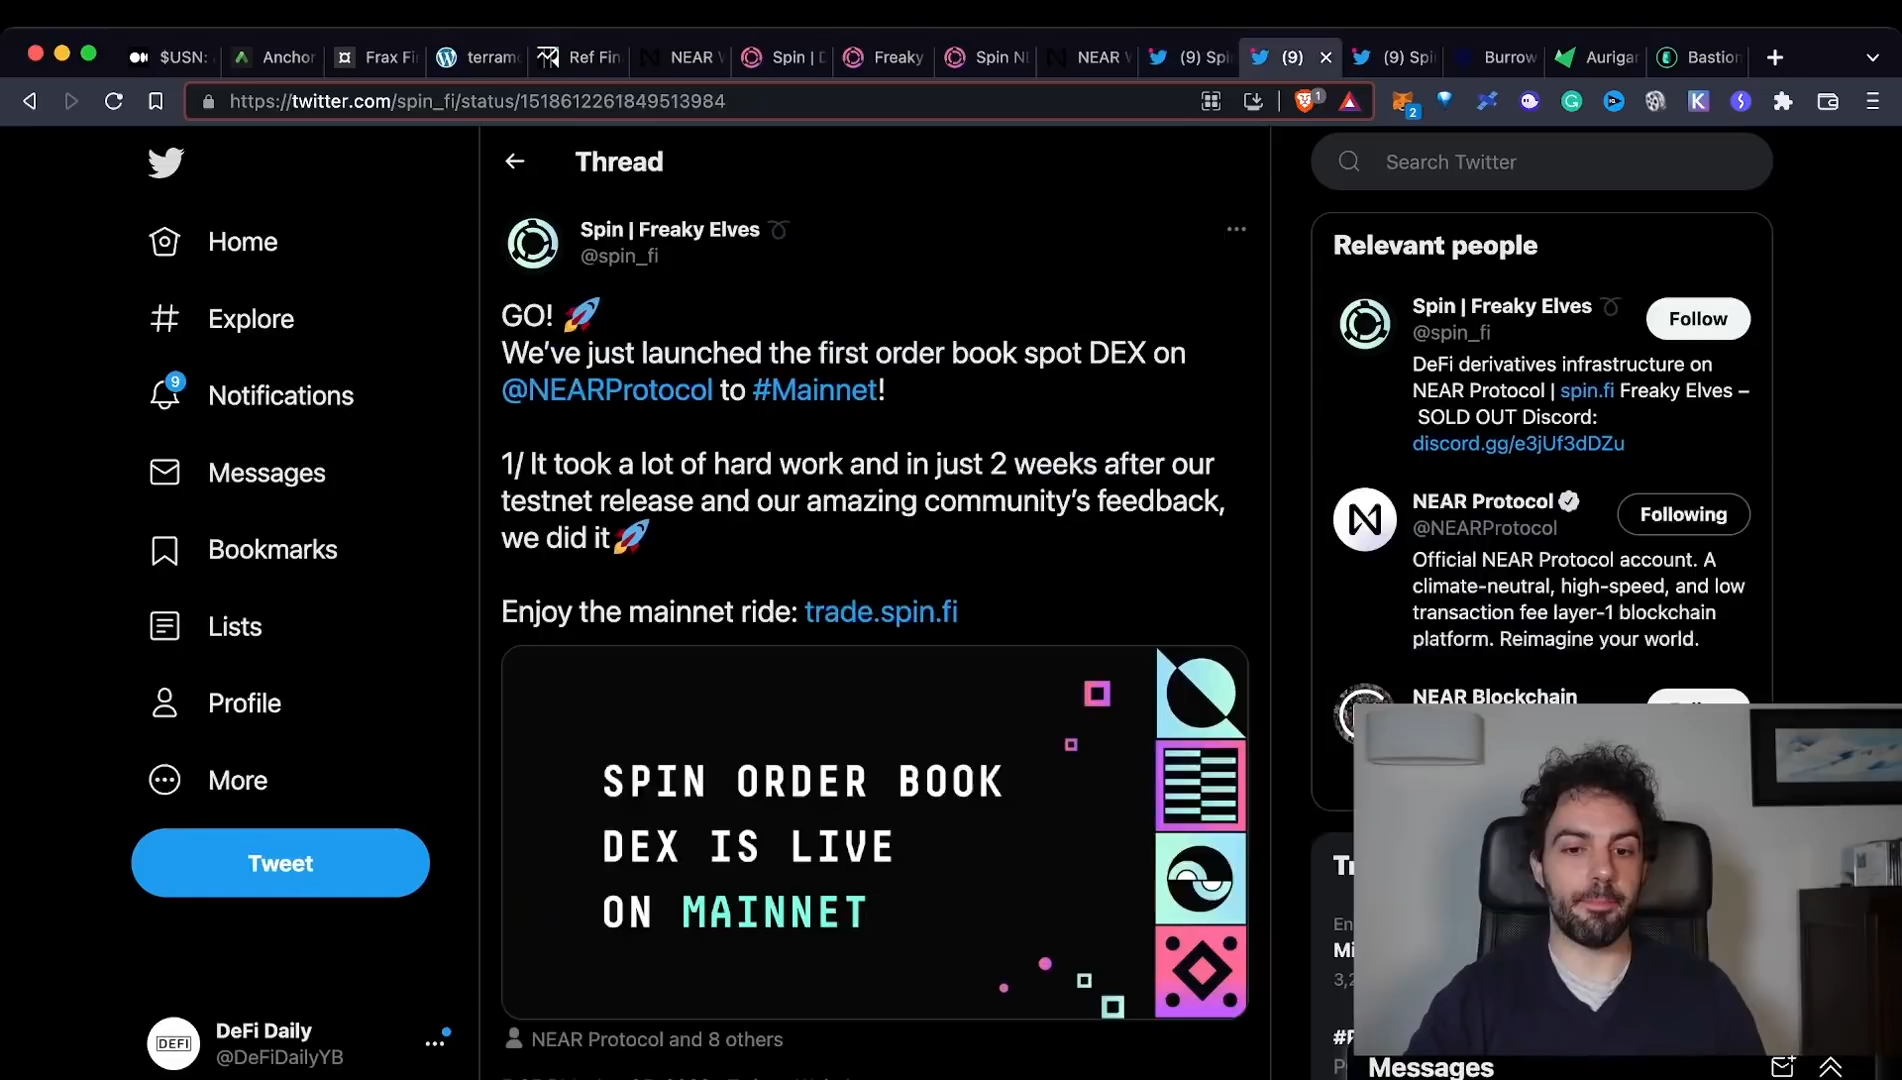 $USN:
Anchor
Frax Fi
terram
Ref Fin
NEAR
Spin | D
Freaky
Spin NE
NEAR
(9) Spi
(9)
(9) Spi
Burrow
Aurigar
Bastion
https://twitter.com/spin_fi/status/1518612261849513984
1
2
Home
Explore
9
Notifications
Messages
Bookmarks
Lists
Profile
More
Tweet
DEFI
DeFi Daily
@DeFiDailyYB
Thread
Spin | Freaky Elves
@spin_fi
GO! 🚀
We've just launched the first order book spot DEX on
@NEARProtocol to #Mainnet!
1/ It took a lot of hard work and in just 2 weeks after our
testnet release and our amazing community's feedback,
we did it🚀
Enjoy the mainnet ride: trade.spin.fi
SPIN ORDER BOOK
DEX IS LIVE
ON MAINNET
NEAR Protocol and 8 others
Search Twitter
Relevant people
Spin | Freaky Elves
@spin_fi
Follow
DeFi derivatives infrastructure on
NEAR Protocol | spin.fi Freaky Elves –
SOLD OUT Discord:
discord.gg/e3jUf3dDZu
NEAR Protocol
@NEARProtocol
Following
Official NEAR Protocol account. A
climate-neutral, high-speed, and low
transaction fee layer-1 blockchain
platform. Reimagine your world.
NEAR Blockchain
Messages